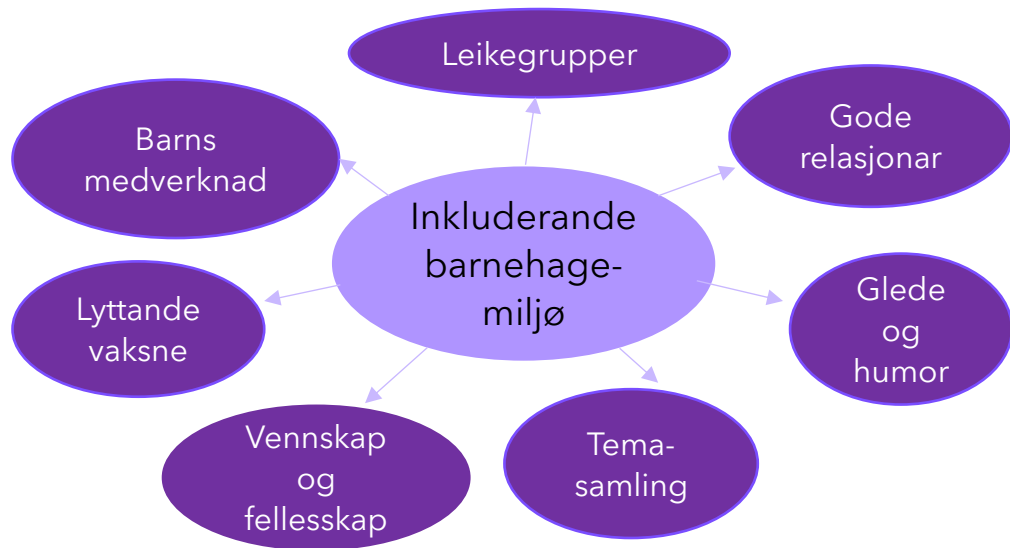 Leikegrupper
Barns
medverknad
Gode
relasjonar
Inkluderande
barnehage-
miljø
Lyttande
vaksne
Glede
og
humor
Vennskap
og
fellesskap
Tema-
samling